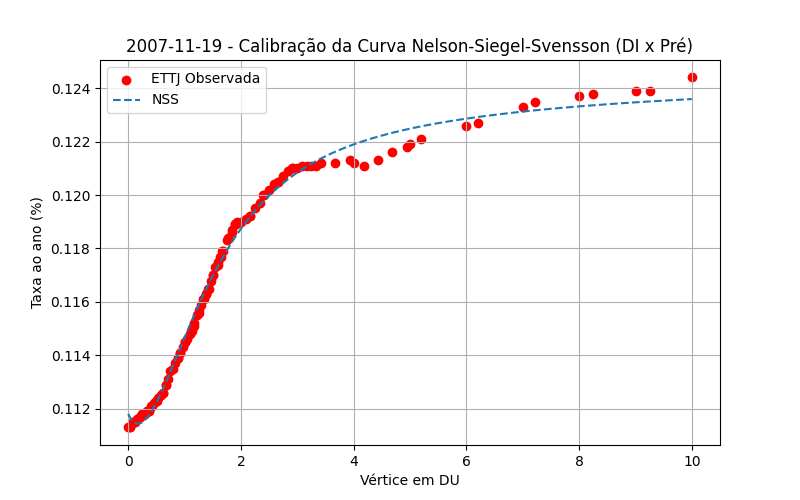 2007-11-19 - Calibração da Curva Nelson-Siegel-Svensson (DI x Pré)
ETTJ Observada
NSS
Taxa ao ano (%)
0.124
0.122
0.120
0.118
0.116
0.114
0.112
0 2 4 6 8 10
Vértice em DU